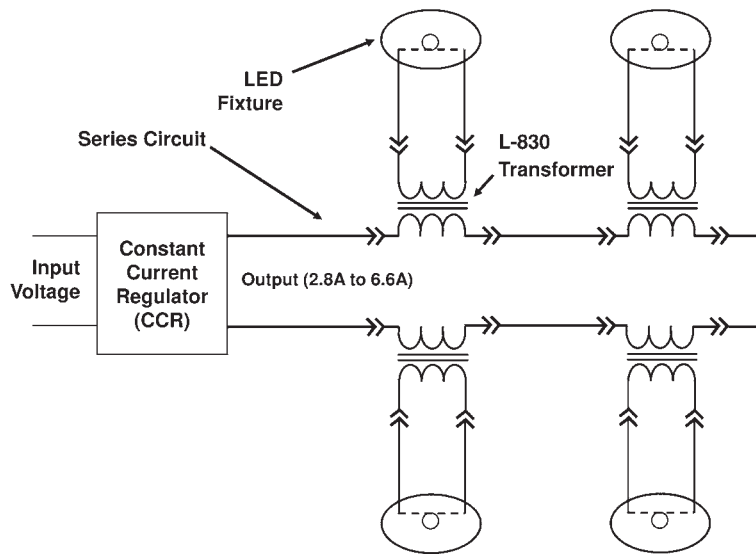 LED
Fixture
Series Circuit
L-830
Transformer
Input
Voltage
Constant
Current
Regulator
(CCR)
Output (2.8A to 6.6A)